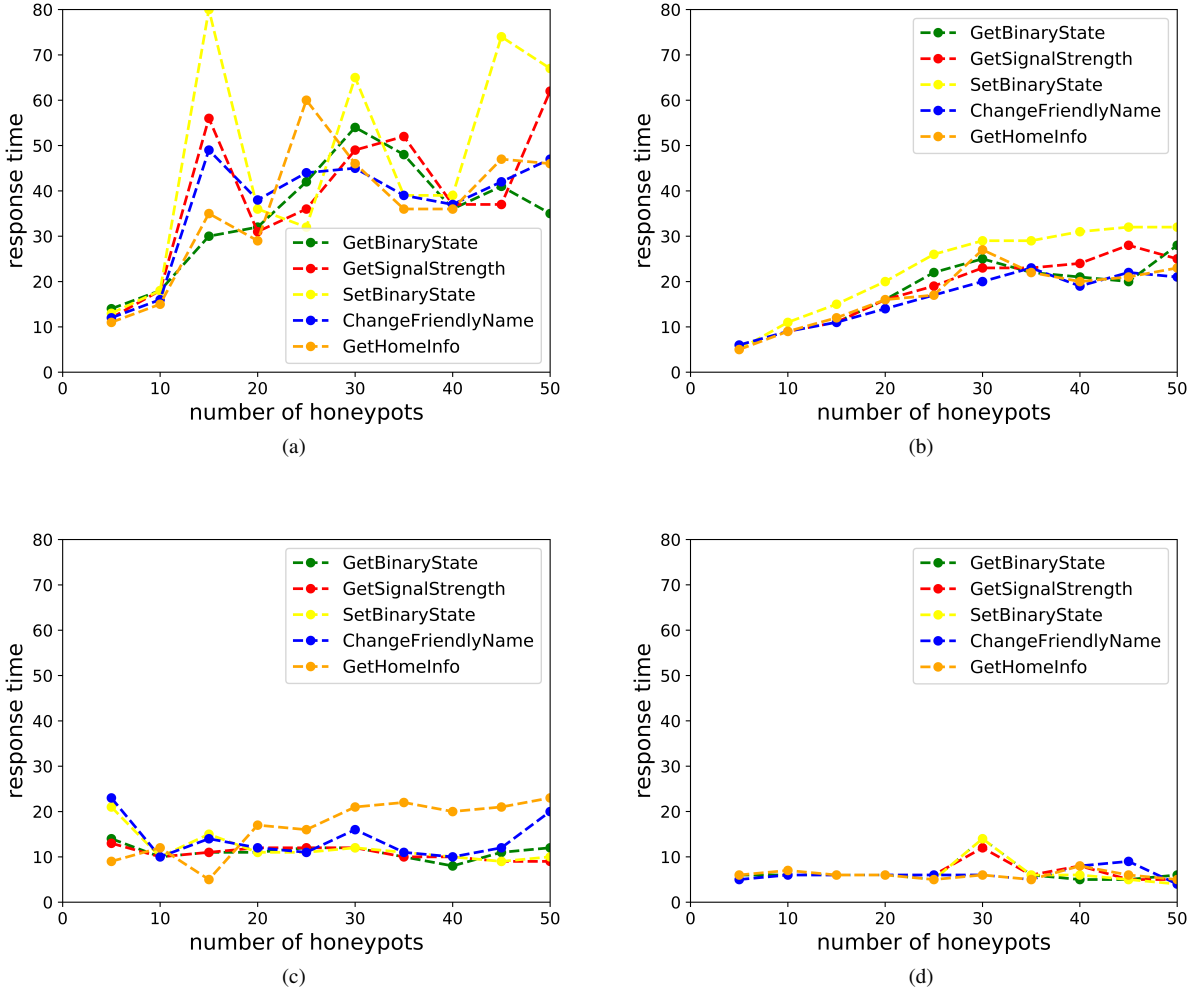 80
70
60
50
40
30
20
10
0
response time
GetBinaryState
GetSignalStrength
SetBinaryState
ChangeFriendlyName
GetHomeInfo
0 10 20 30 40 50
number of honeypots
(a)
80
70
60
50
40
30
20
10
0
response time
GetBinaryState
GetSignalStrength
SetBinaryState
ChangeFriendlyName
GetHomeInfo
0 10 20 30 40 50
number of honeypots
(b)
80
70
60
50
40
30
20
10
0
response time
GetBinaryState
GetSignalStrength
SetBinaryState
ChangeFriendlyName
GetHomeInfo
0 10 20 30 40 50
number of honeypots
(c)
80
70
60
50
40
30
20
10
0
response time
GetBinaryState
GetSignalStrength
SetBinaryState
ChangeFriendlyName
GetHomeInfo
0 10 20 30 40 50
number of honeypots
(d)